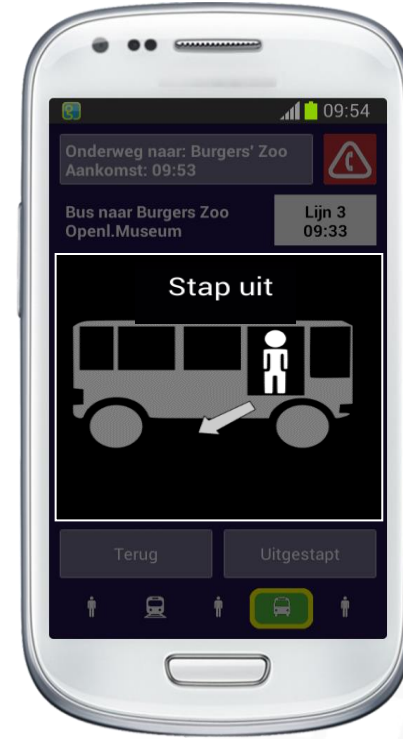 09:54
Onderweg naar: Burgers' Zoo
Aankomst: 09:53
Bus naar Burgers Zoo
Openl.Museum
Lijn 3
09:33
Stap uit
Terug
Uitgestapt